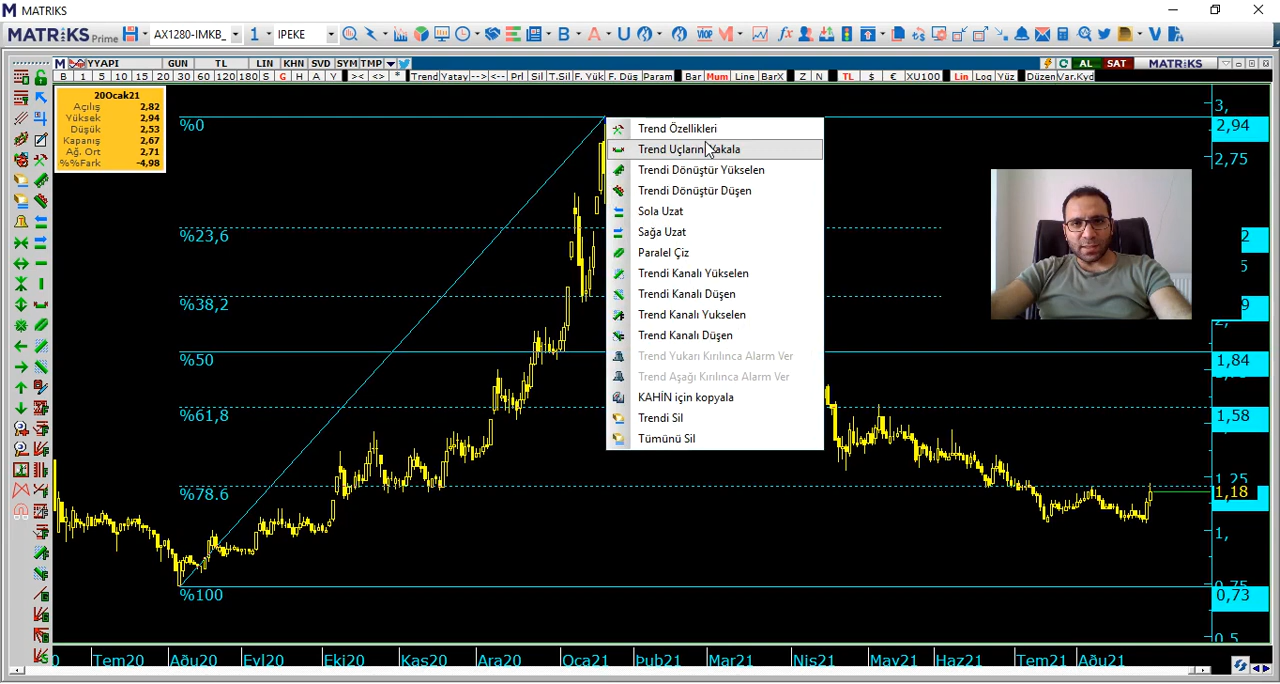 MATRIKS
MATRIKS Prime
AX1280-IMKB_
1
IPEKE
B
A
U
VIOP
M
fx
V
M
YYAPI
GUN
TL
LIN
KHN
SVD
SYM
TMP
AL
SAT
MATRIKS
B 1 5 10 15 20 30 60 120 180 S G H A Y >< <> * Trend Yatay --> <-- Prl Sil T.Sil F. Yük F. Düş Param Bar Mum Line BarX Z N TL $ € XU100 Lin Log Yüz Düzen Var.Kyd
20Ocak21
Açılış 2,82
Yüksek 2,94
Düşük 2,53
Kapanış 2,67
Ağ. Ort 2,71
%%Fark -4,98
%0
%23,6
%38,2
%50
%61,8
%78.6
%100
Trend Özellikleri
Trendi Dönüştür Yükselen
Trendi Dönüştür Düşen
Sola Uzat
Sağa Uzat
Paralel Çiz
Trendi Kanalı Yükselen
Trendi Kanalı Düşen
Trend Kanalı Yukselen
Trend Kanalı Düşen
Trend Yukarı Kırılınca Alarm Ver
Trend Aşağı Kırılınca Alarm Ver
KAHİN için kopyala
Trendi Sil
Tümünü Sil
3,
2,94
2,75
1,84
1,58
1,25
1,18
1,
0,75
0,73
0,5
0 Tem20 Aðu20 Eyl20 Eki20 Kas20 Ara20 Oca21 Þub21 Mar21 Nis21 May21 Haz21 Tem21 Aðu21